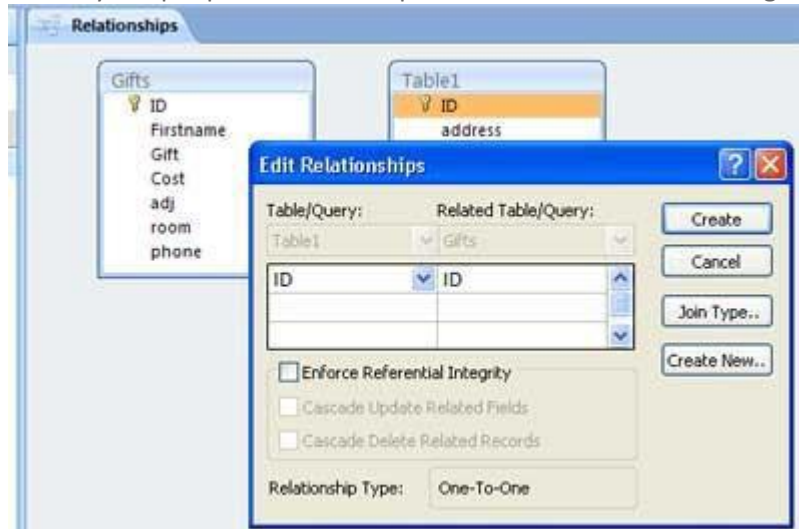 Relationships
Gifts
ID
Firstname
Gift
Cost
adj
room
phone
Table1
ID
address
Edit Relationships
Table/Query: Related Table/Query:
Table1 Gifts
ID ID
Enforce Referential Integrity
Cascade Update Related Fields
Cascade Delete Related Records
Relationship Type: One-To-One
Create
Cancel
Join Type..
Create New..